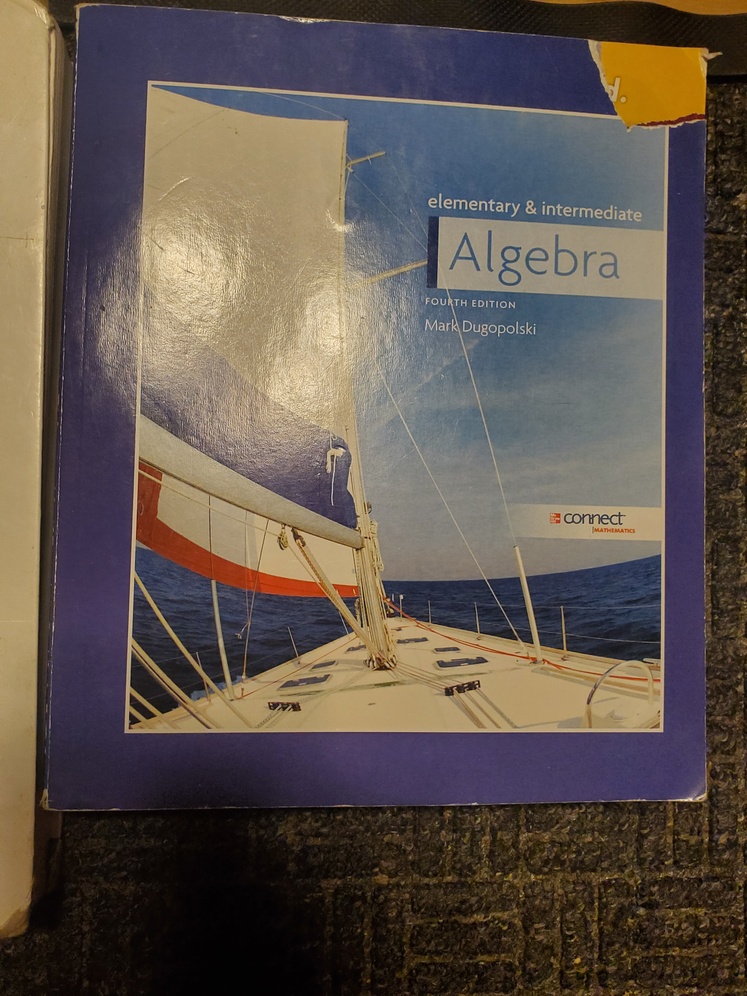 d.
elementary & intermediate
Algebra
FOURTH EDITION
Mark Dugopolski
connect
MATHEMATICS